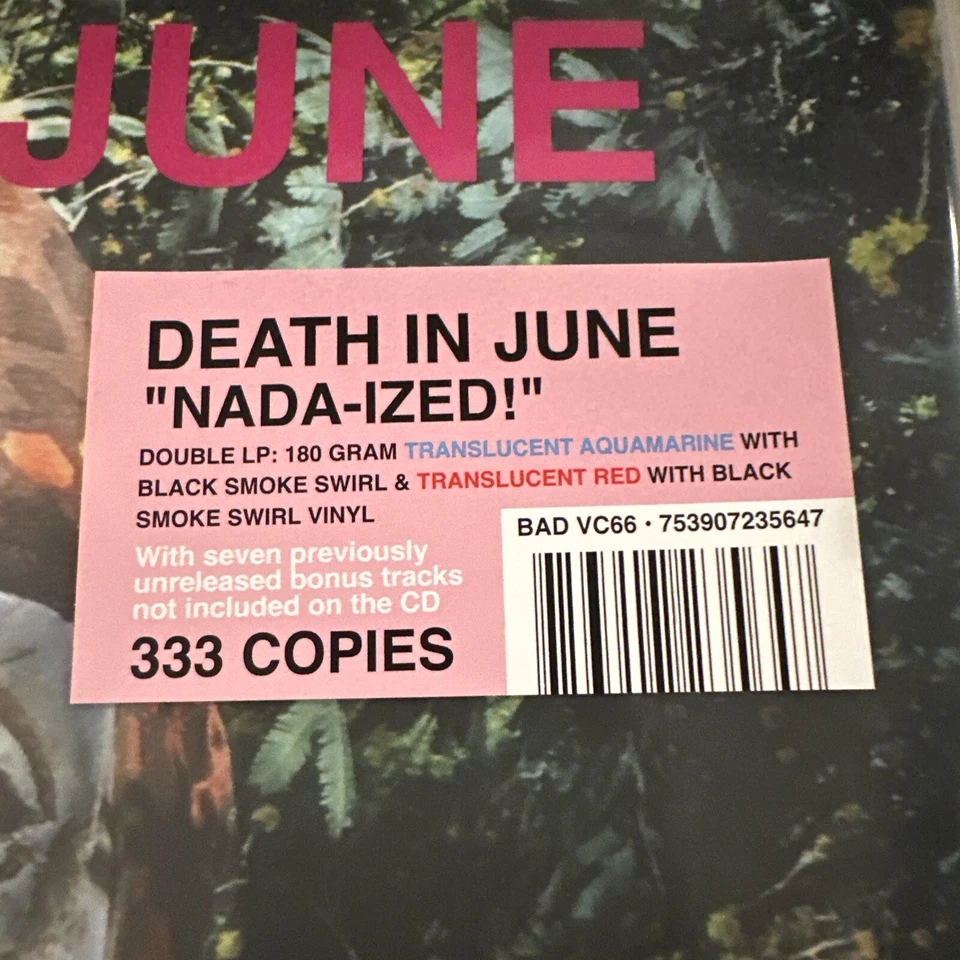 JUNE
DEATH IN JUNE
"NADA-IZED!"
DOUBLE LP: 180 GRAM TRANSLUCENT AQUAMARINE WITH
BLACK SMOKE SWIRL & TRANSLUCENT RED WITH BLACK
SMOKE SWIRL VINYL
With seven previously
unreleased bonus tracks
not included on the CD
333 COPIES
BAD VC66 · 753907235647